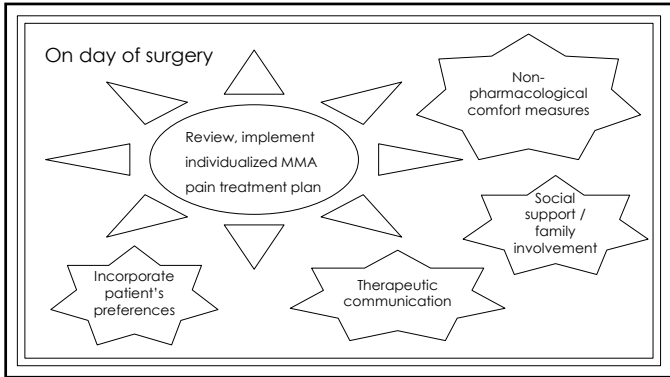 On day of surgery
Non-
pharmacological
comfort measures
Review, implement
individualized MMA
pain treatment plan
Social
support /
family
involvement
Incorporate
patient's
preferences
Therapeutic
communication